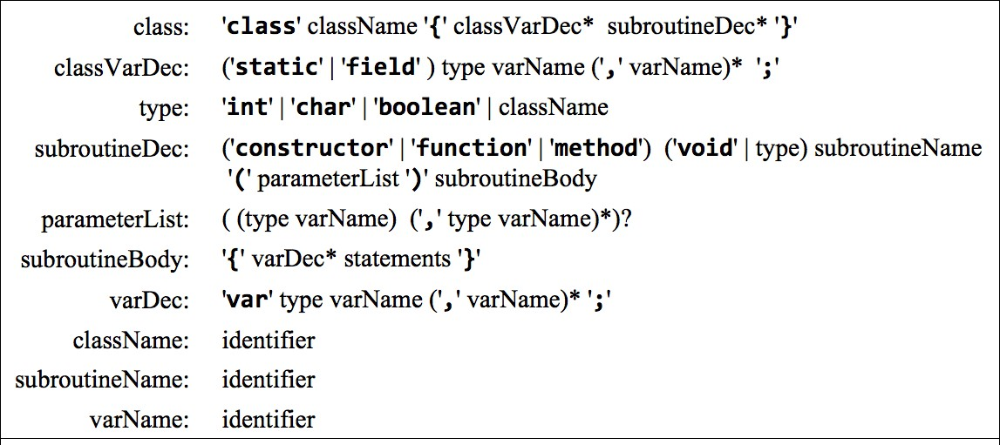 class: 'class' className '{' classVarDec* subroutineDec* '}'
classVarDec: ('static' | 'field' ) type varName (',' varName)* ';'
type: 'int' | 'char' | 'boolean' | className
subroutineDec: ('constructor' | 'function' | 'method') ('void' | type) subroutineName
'(' parameterList ')' subroutineBody
parameterList: ( (type varName) (',' type varName)*)?
subroutineBody: '{' varDec* statements '}'
varDec: 'var' type varName (',' varName)* ';'
className: identifier
subroutineName: identifier
varName: identifier